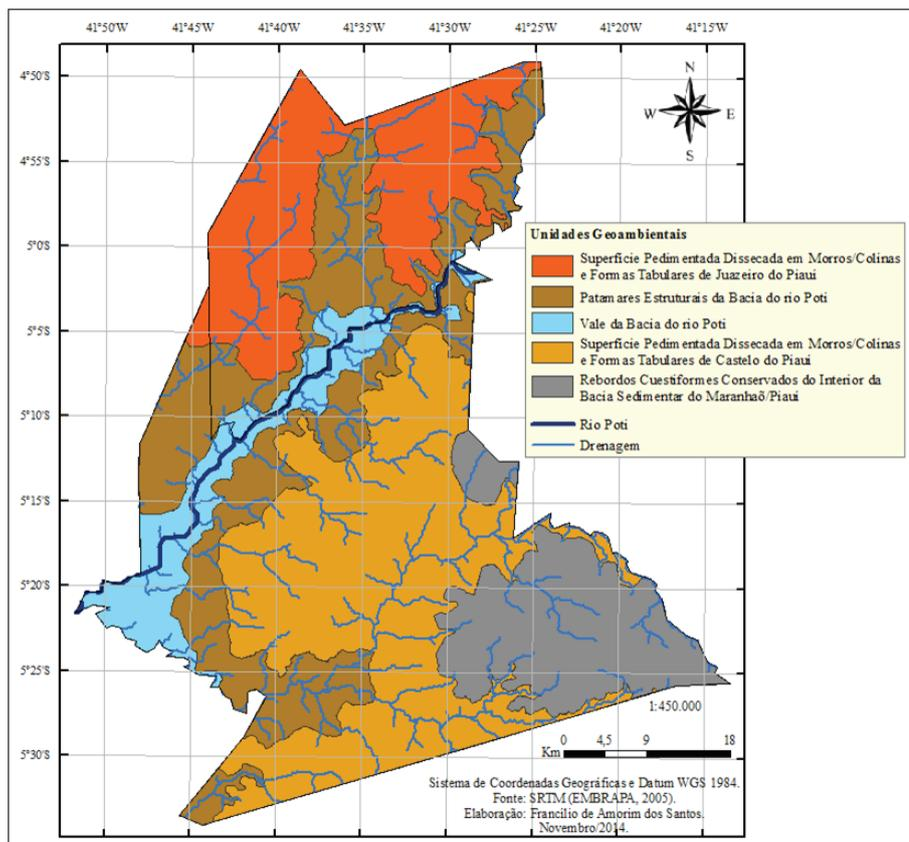 41°50'W 41°45'W 41°40'W 41°35'W 41°30'W 41°25'W 41°20'W 41°15'W
4°50'S
N
W E
S
4°55'S
5°0'S
Unidades Geoambientais
Superfície Pedimentada Dissecada em Morros/Colinas
e Formas Tabulares de Juazeiro do Piauí
Patamares Estruturais da Bacia do rio Poti
Vale da Bacia do rio Poti
Superfície Pedimentada Dissecada em Morros/Colinas
e Formas Tabulares de Castelo do Piauí
Rebordos Cuestiformes Conservados do Interior da
Bacia Sedimentar do Maranhaõ/Piauí
Rio Poti
Drenagem
5°5'S
5°10'S
5°15'S
5°20'S
5°25'S
1:450.000
5°30'S
0 4,5 9 18
Km
Sistema de Coordenadas Geográficas e Datum WGS 1984.
Fonte: SRTM (EMBRAPA, 2005).
Elaboração: Francílio de Amorim dos Santos.
Novembro/2014.